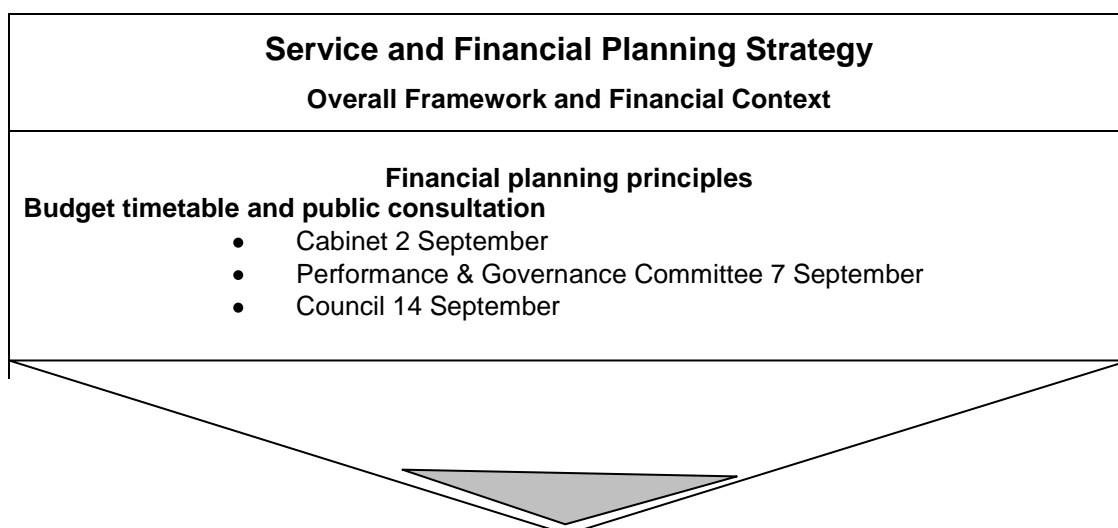 Service and Financial Planning Strategy
Overall Framework and Financial Context
Financial planning principles
Budget timetable and public consultation
• Cabinet 2 September
• Performance & Governance Committee 7 September
• Council 14 September